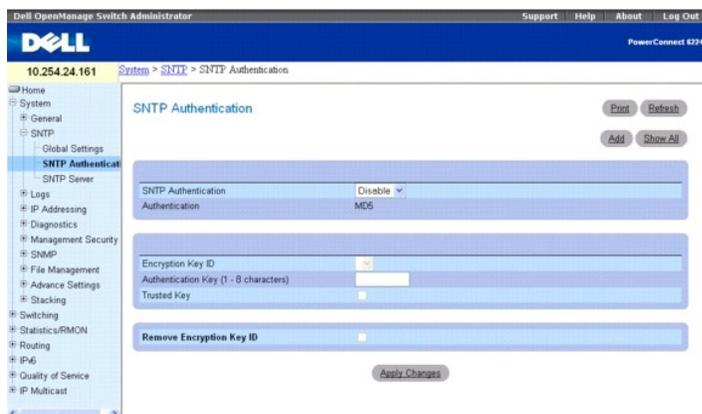 Dell OpenManage Switch Administrator
Support Help About Log Out
DELL
PowerConnect 6224
10.254.24.161
System > SNTP > SNTP Authentication
Home
System
General
SNTP
Global Settings
SNTP Authenticati
SNTP Server
Logs
IP Addressing
Diagnostics
Management Security
SNMP
File Management
Advance Settings
Stacking
Switching
Statistics/RMON
Routing
IPv6
Quality of Service
IP Multicast
SNTP Authentication
Print Refresh
Add Show All
SNTP Authentication Disable
Authentication MD5
Encryption Key ID
Authentication Key (1 - 8 characters)
Trusted Key
Remove Encryption Key ID
Apply Changes